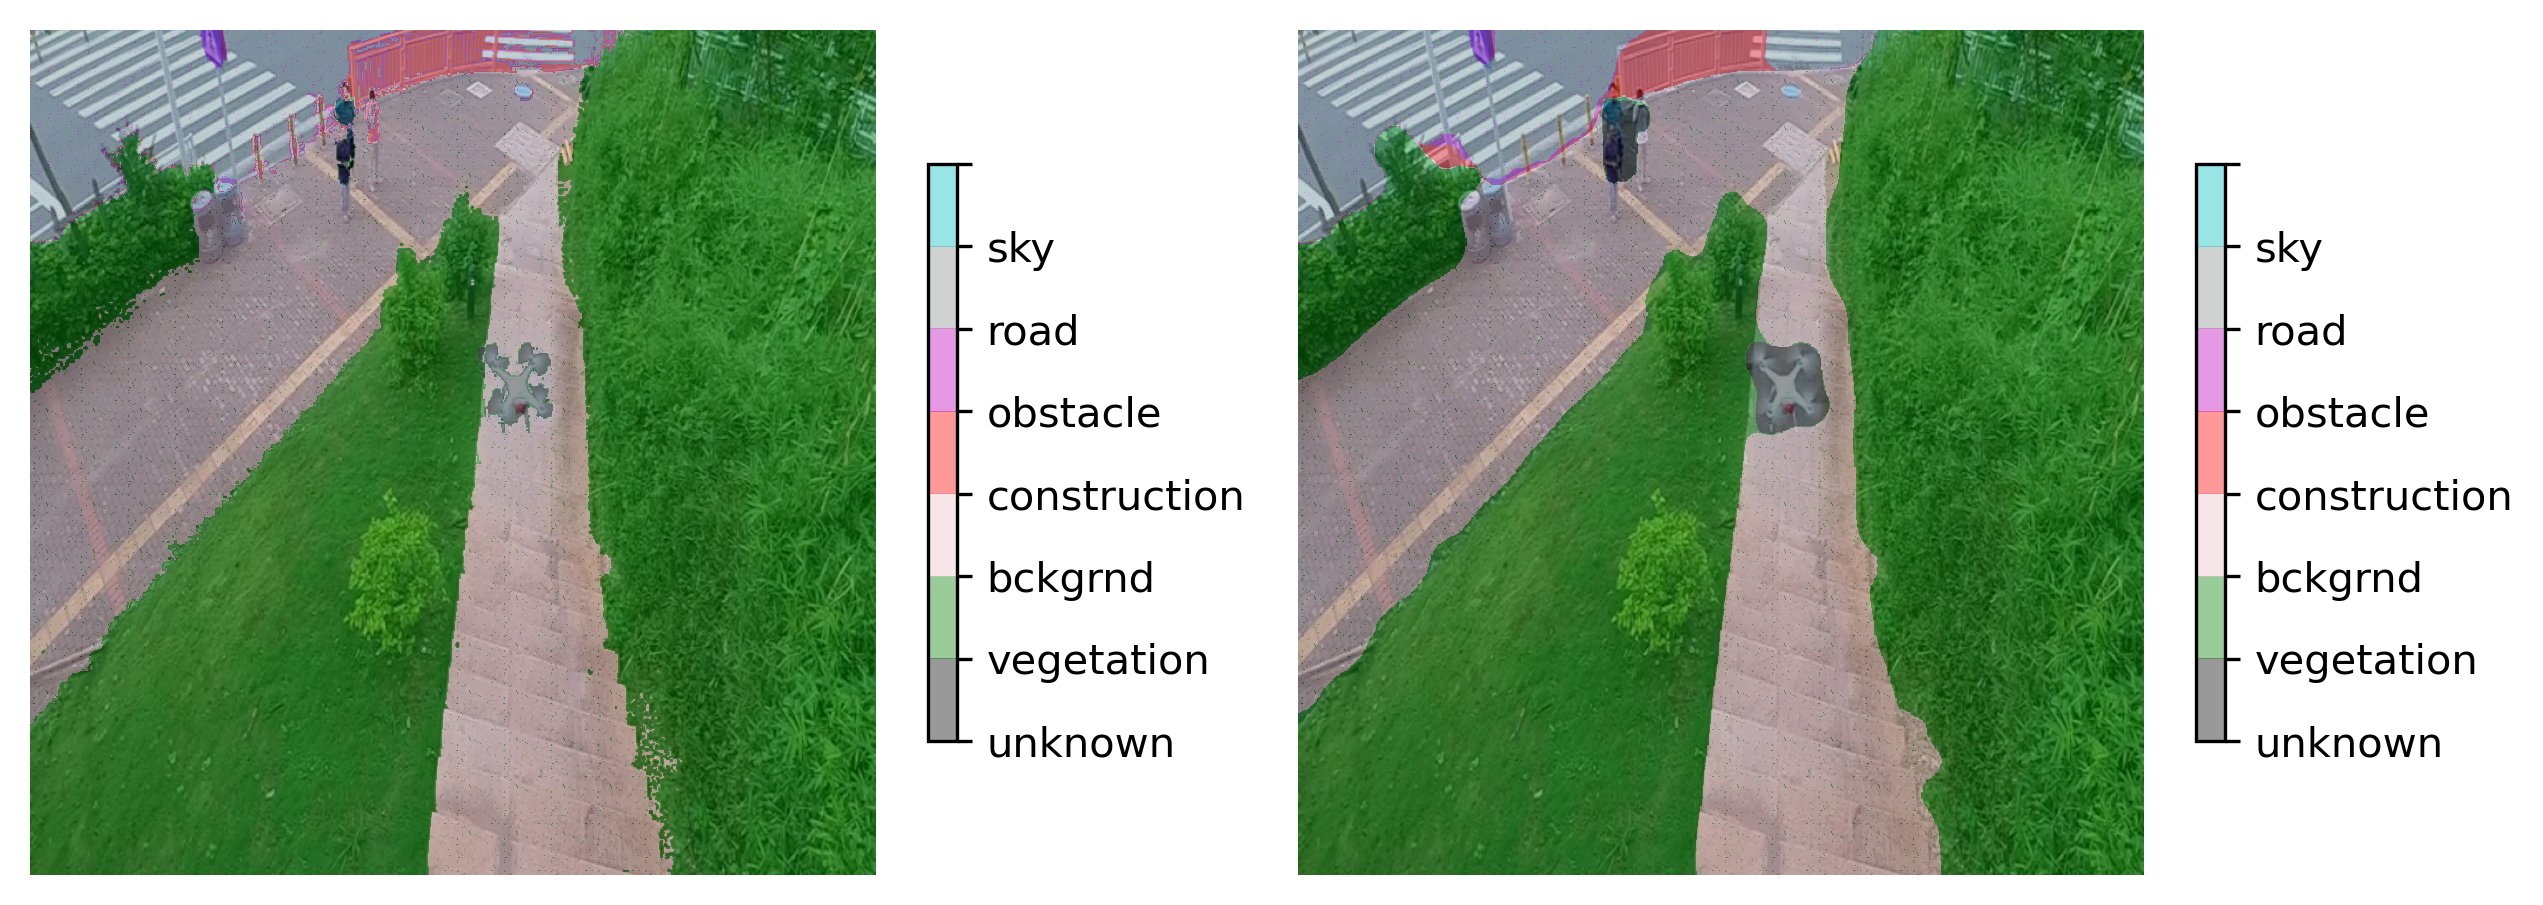 sky
road
obstacle
construction
bckgrnd
vegetation
unknown
sky
road
obstacle
construction
bckgrnd
vegetation
unknown